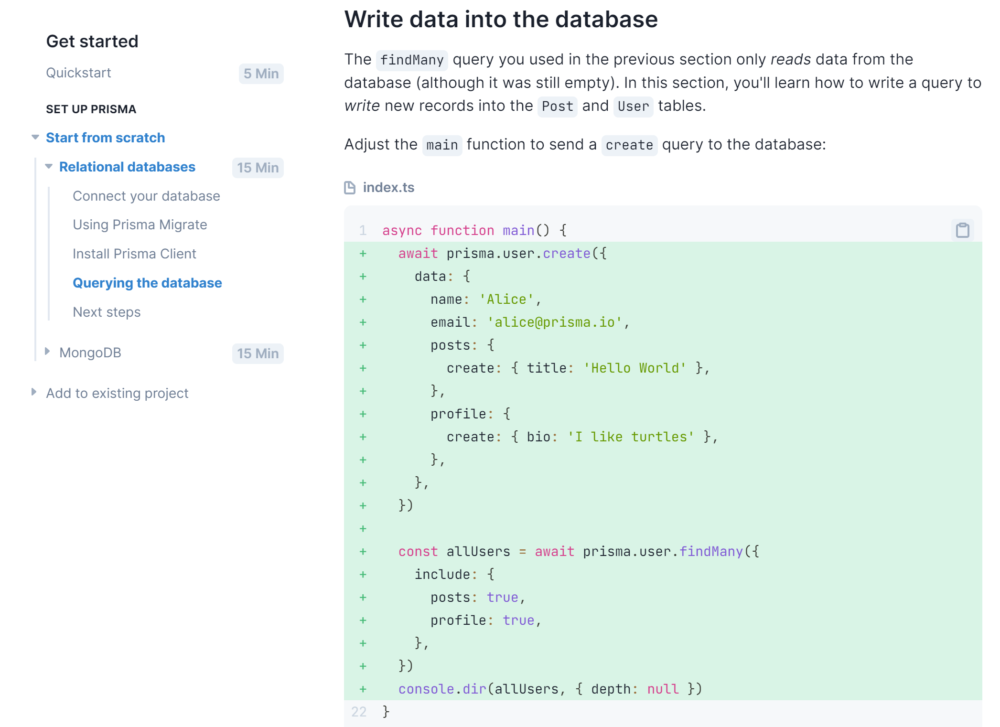 Get started
Quickstart 5 Min
SET UP PRISMA
Start from scratch
Relational databases 15 Min
Connect your database
Using Prisma Migrate
Install Prisma Client
Querying the database
Next steps
MongoDB 15 Min
Add to existing project
Write data into the database
The findMany query you used in the previous section only reads data from the
database (although it was still empty). In this section, you'll learn how to write a query to
write new records into the Post and User tables.
Adjust the main function to send a create query to the database:
index.ts
1 async function main() {
+   await prisma.user.create({
+     data: {
+       name: 'Alice',
+       email: 'alice@prisma.io',
+       posts: {
+         create: { title: 'Hello World' },
+       },
+       profile: {
+         create: { bio: 'I like turtles' },
+       },
+     },
+   })
+
+   const allUsers = await prisma.user.findMany({
+     include: {
+       posts: true,
+       profile: true,
+     },
+   })
+   console.dir(allUsers, { depth: null })
22 }